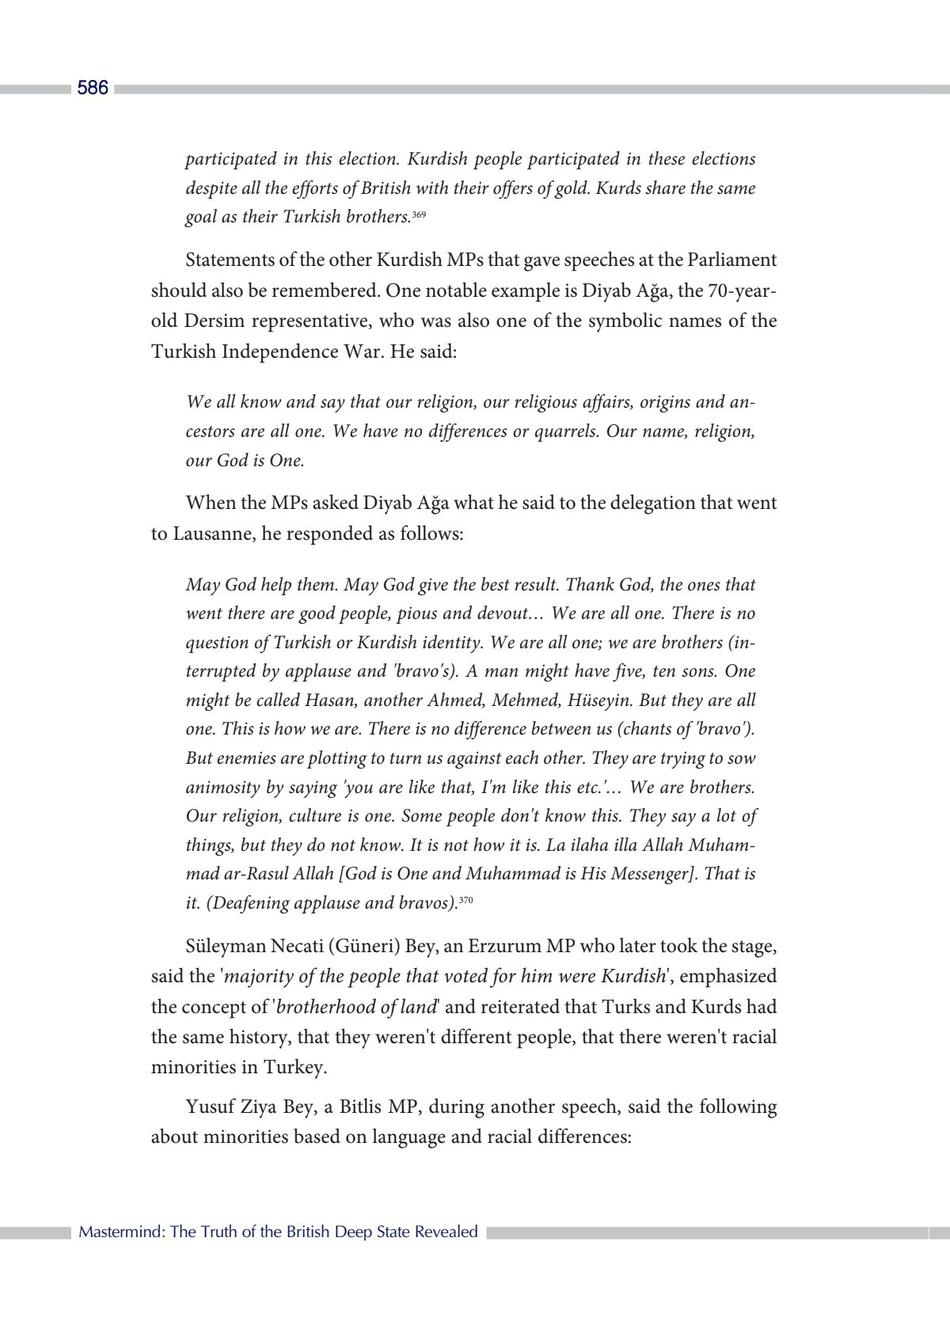 586
participated in this election. Kurdish people participated in these elections
despite all the efforts of British with their offers of gold. Kurds share the same
goal as their Turkish brothers.369
Statements of the other Kurdish MPs that gave speeches at the Parliament
should also be remembered. One notable example is Diyab Ağa, the 70-year-
old Dersim representative, who was also one of the symbolic names of the
Turkish Independence War. He said:
We all know and say that our religion, our religious affairs, origins and an-
cestors are all one. We have no differences or quarrels. Our name, religion,
our God is One.
When the MPs asked Diyab Ağa what he said to the delegation that went
to Lausanne, he responded as follows:
May God help them. May God give the best result. Thank God, the ones that
went there are good people, pious and devout… We are all one. There is no
question of Turkish or Kurdish identity. We are all one; we are brothers (in-
terrupted by applause and 'bravo's). A man might have five, ten sons. One
might be called Hasan, another Ahmed, Mehmed, Hüseyin. But they are all
one. This is how we are. There is no difference between us (chants of 'bravo').
But enemies are plotting to turn us against each other. They are trying to sow
animosity by saying 'you are like that, I'm like this etc.'… We are brothers.
Our religion, culture is one. Some people don't know this. They say a lot of
things, but they do not know. It is not how it is. La ilaha illa Allah Muham-
mad ar-Rasul Allah [God is One and Muhammad is His Messenger]. That is
it. (Deafening applause and bravos).370
Süleyman Necati (Güneri) Bey, an Erzurum MP who later took the stage,
said the 'majority of the people that voted for him were Kurdish', emphasized
the concept of 'brotherhood of land' and reiterated that Turks and Kurds had
the same history, that they weren't different people, that there weren't racial
minorities in Turkey.
Yusuf Ziya Bey, a Bitlis MP, during another speech, said the following
about minorities based on language and racial differences:
Mastermind: The Truth of the British Deep State Revealed